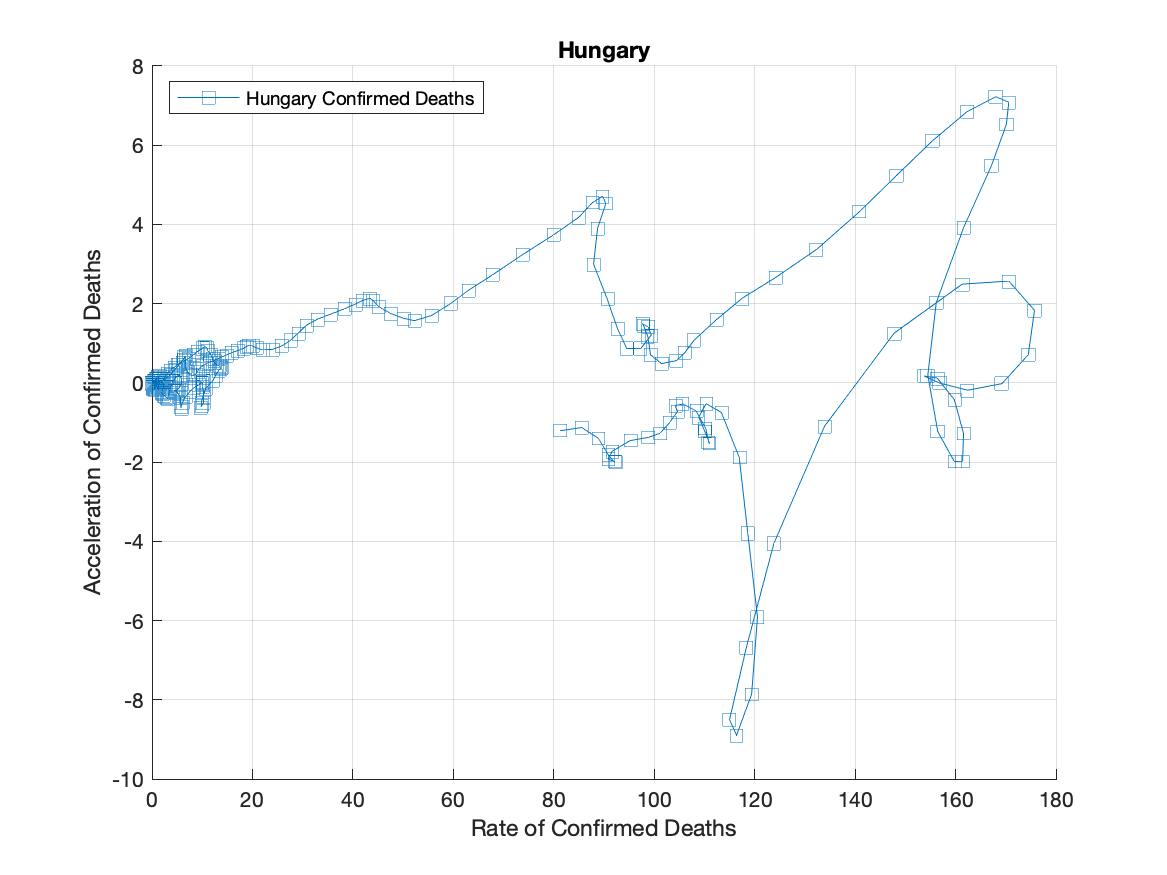 Hungary
Hungary Confirmed Deaths
8
6
4
2
0
-2
-4
-6
-8
-10
Acceleration of Confirmed Deaths
0 20 40 60 80 100 120 140 160 180
Rate of Confirmed Deaths